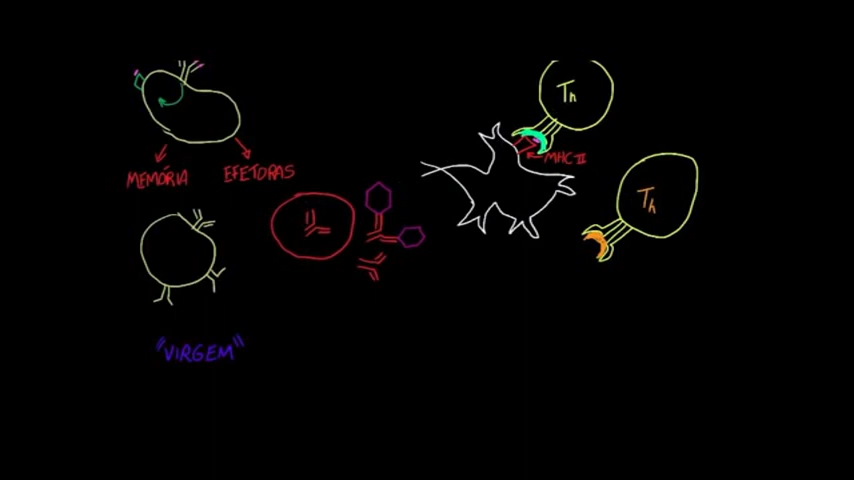 Th
MHC II
MEMÓRIA
EFETORAS
Th
"VIRGEM"